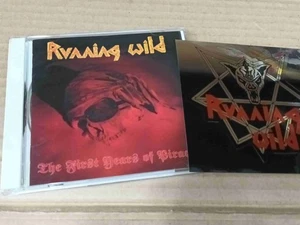 Running wild
The First Years of Pirac
Running
wild